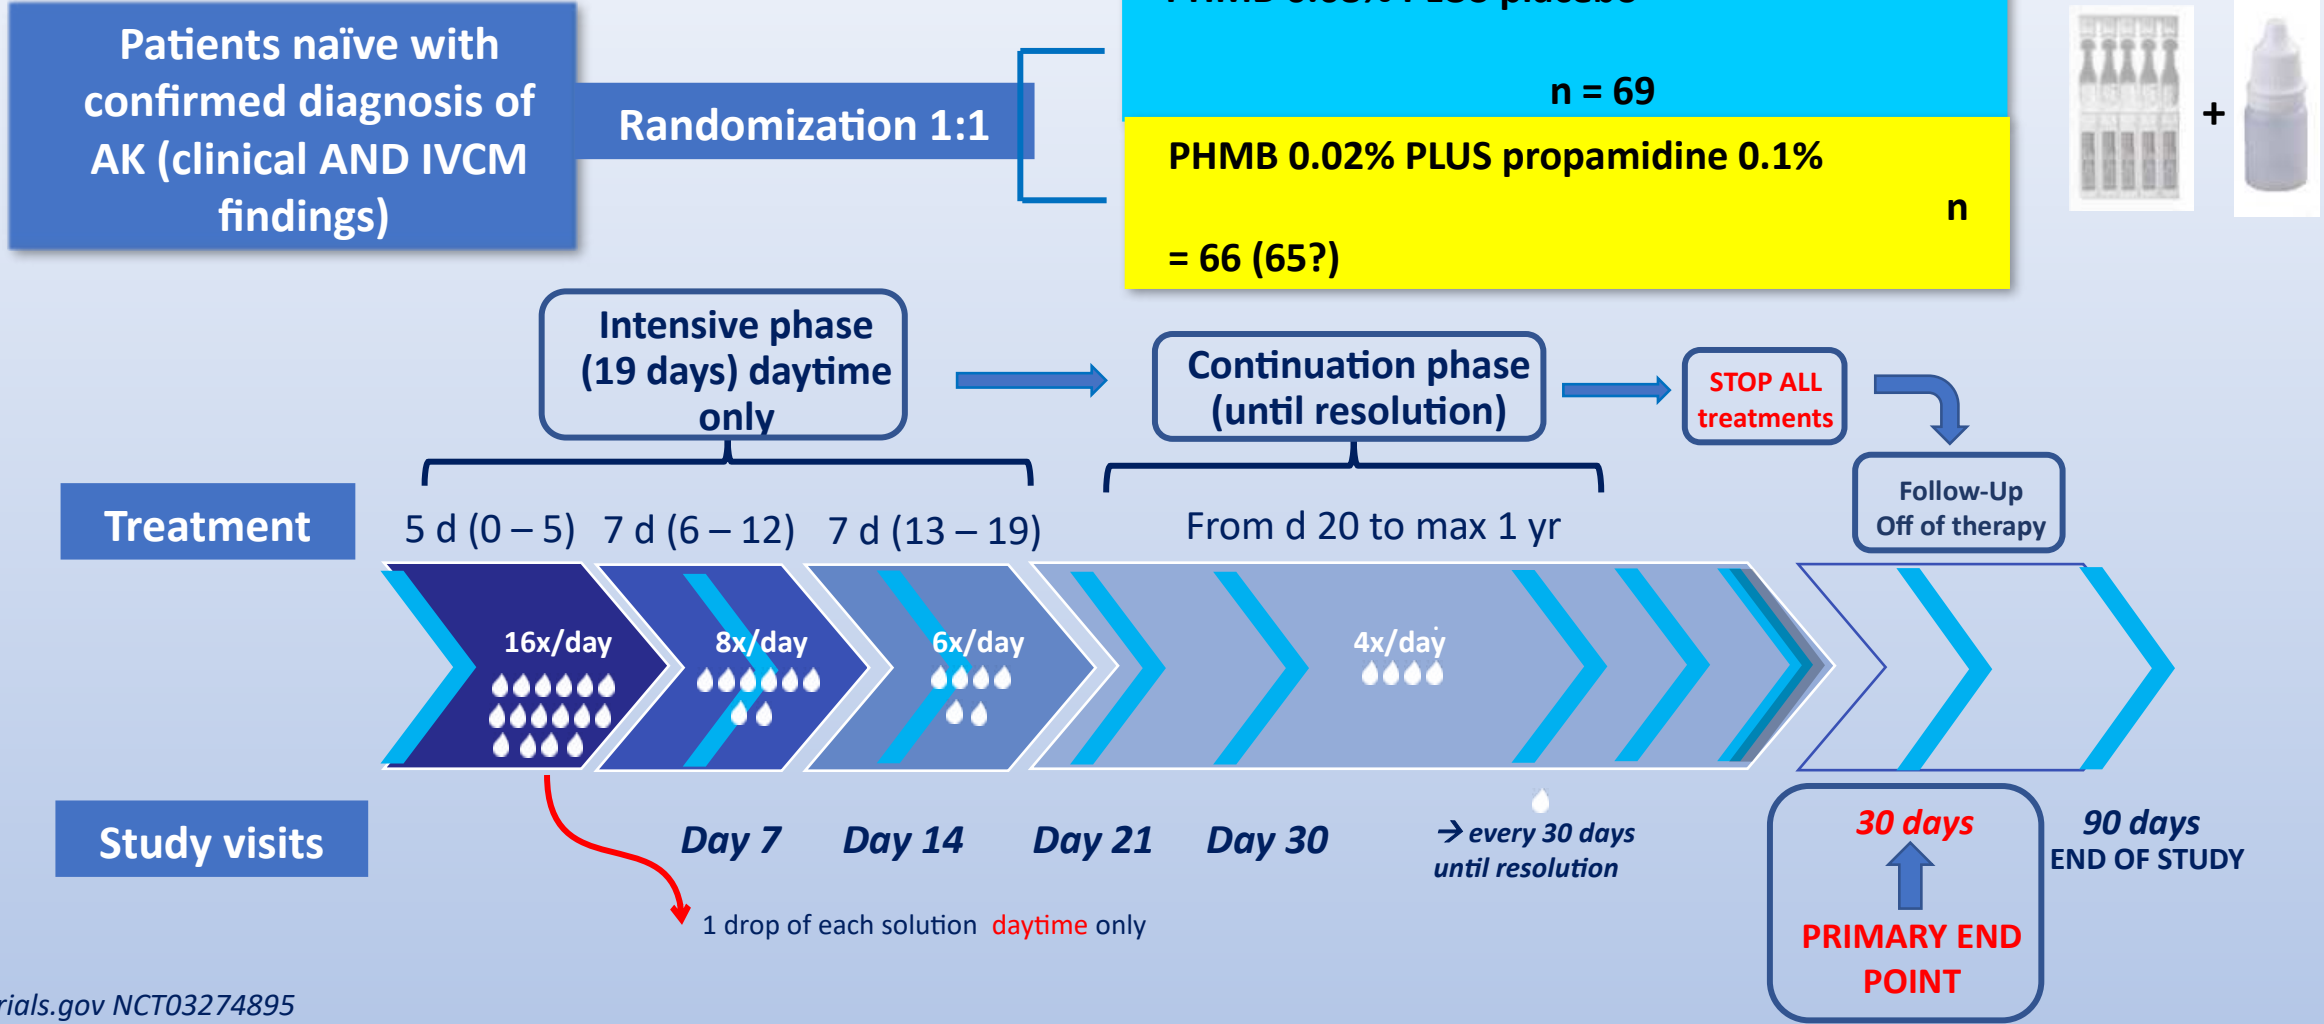 PHMB 0.08% PLUS placebo
n = 69
Patients naïve with
confirmed diagnosis of
AK (clinical AND IVCM
findings)
Randomization 1:1
PHMB 0.02% PLUS propamidine 0.1%
n
= 66 (65?)
+
Intensive phase
(19 days) daytime
only
Continuation phase
(until resolution)
STOP ALL
treatments
Follow-Up
Off of therapy
Treatment
5 d (0 – 5) 7 d (6 – 12) 7 d (13 – 19) From d 20 to max 1 yr
16x/day 8x/day 6x/day 4x/day
Study visits
Day 7 Day 14 Day 21 Day 30
→ every 30 days
until resolution
30 days
PRIMARY END
POINT
90 days
END OF STUDY
1 drop of each solution daytime only
rials.gov NCT03274895